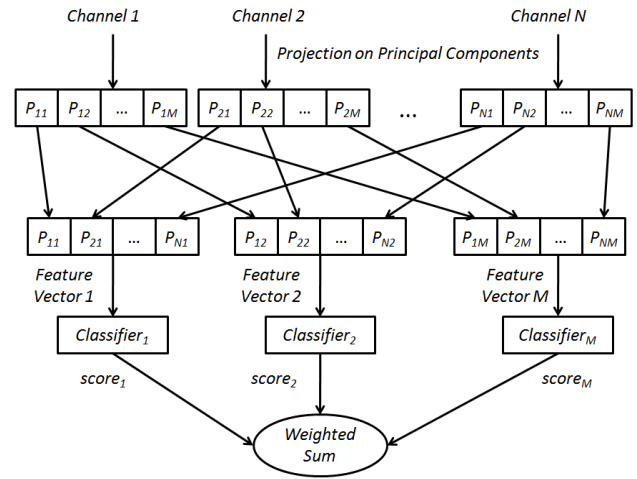 Channel 1 Channel 2 Channel N
Projection on Principal Components
P11 P12 ... P1M P21 P22 ... P2M ... PN1 PN2 ... PNM
P11 P21 ... PN1 P12 P22 ... PN2 P1M P2M ... PNM
Feature Feature Feature
Vector 1 Vector 2 Vector M
Classifier1 Classifier2 ClassifierM
score1 score2 scoreM
Weighted
Sum